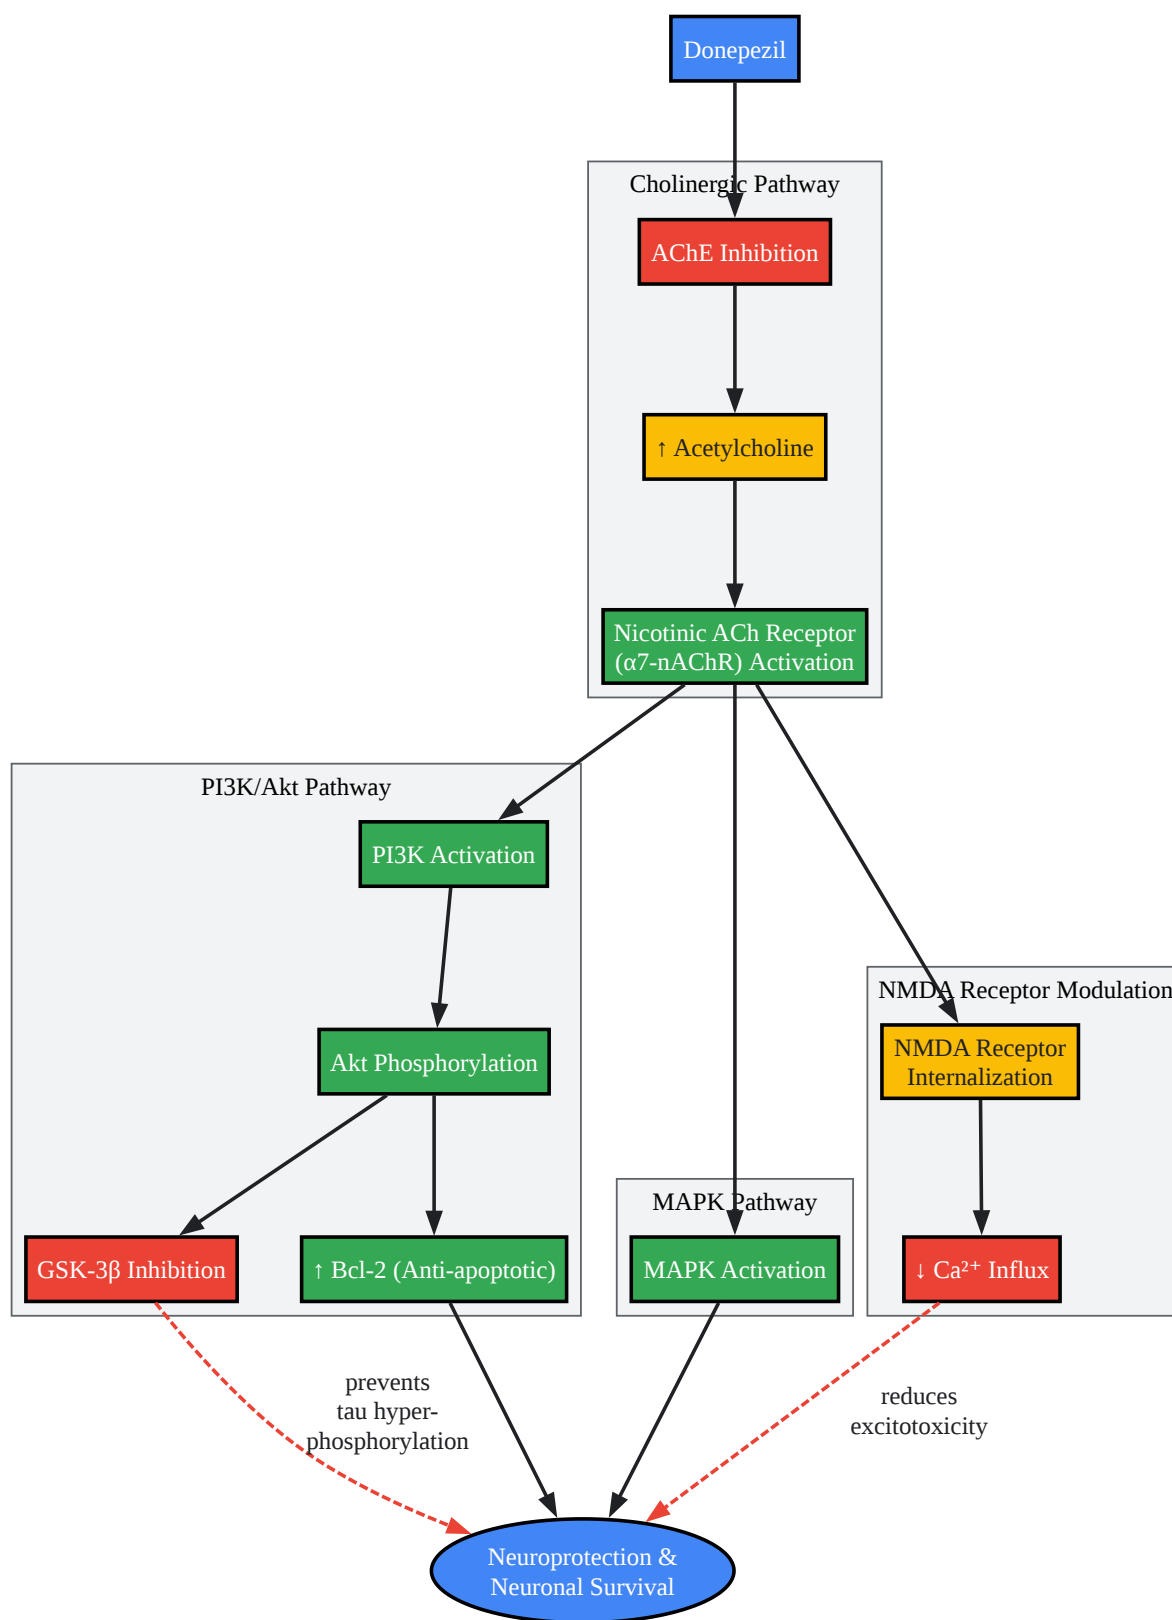 Donepezil
Cholinergic Pathway
AChE Inhibition
↑ Acetylcholine
Nicotinic ACh Receptor
(α7-nAChR) Activation
PI3K/Akt Pathway
PI3K Activation
Akt Phosphorylation
GSK-3β Inhibition
↑ Bcl-2 (Anti-apoptotic)
MAPK Pathway
MAPK Activation
NMDA Receptor Modulation
NMDA Receptor
Internalization
↓ Ca²⁺ Influx
prevents
tau hyper-
phosphorylation
reduces
excitotoxicity
Neuroprotection &
Neuronal Survival